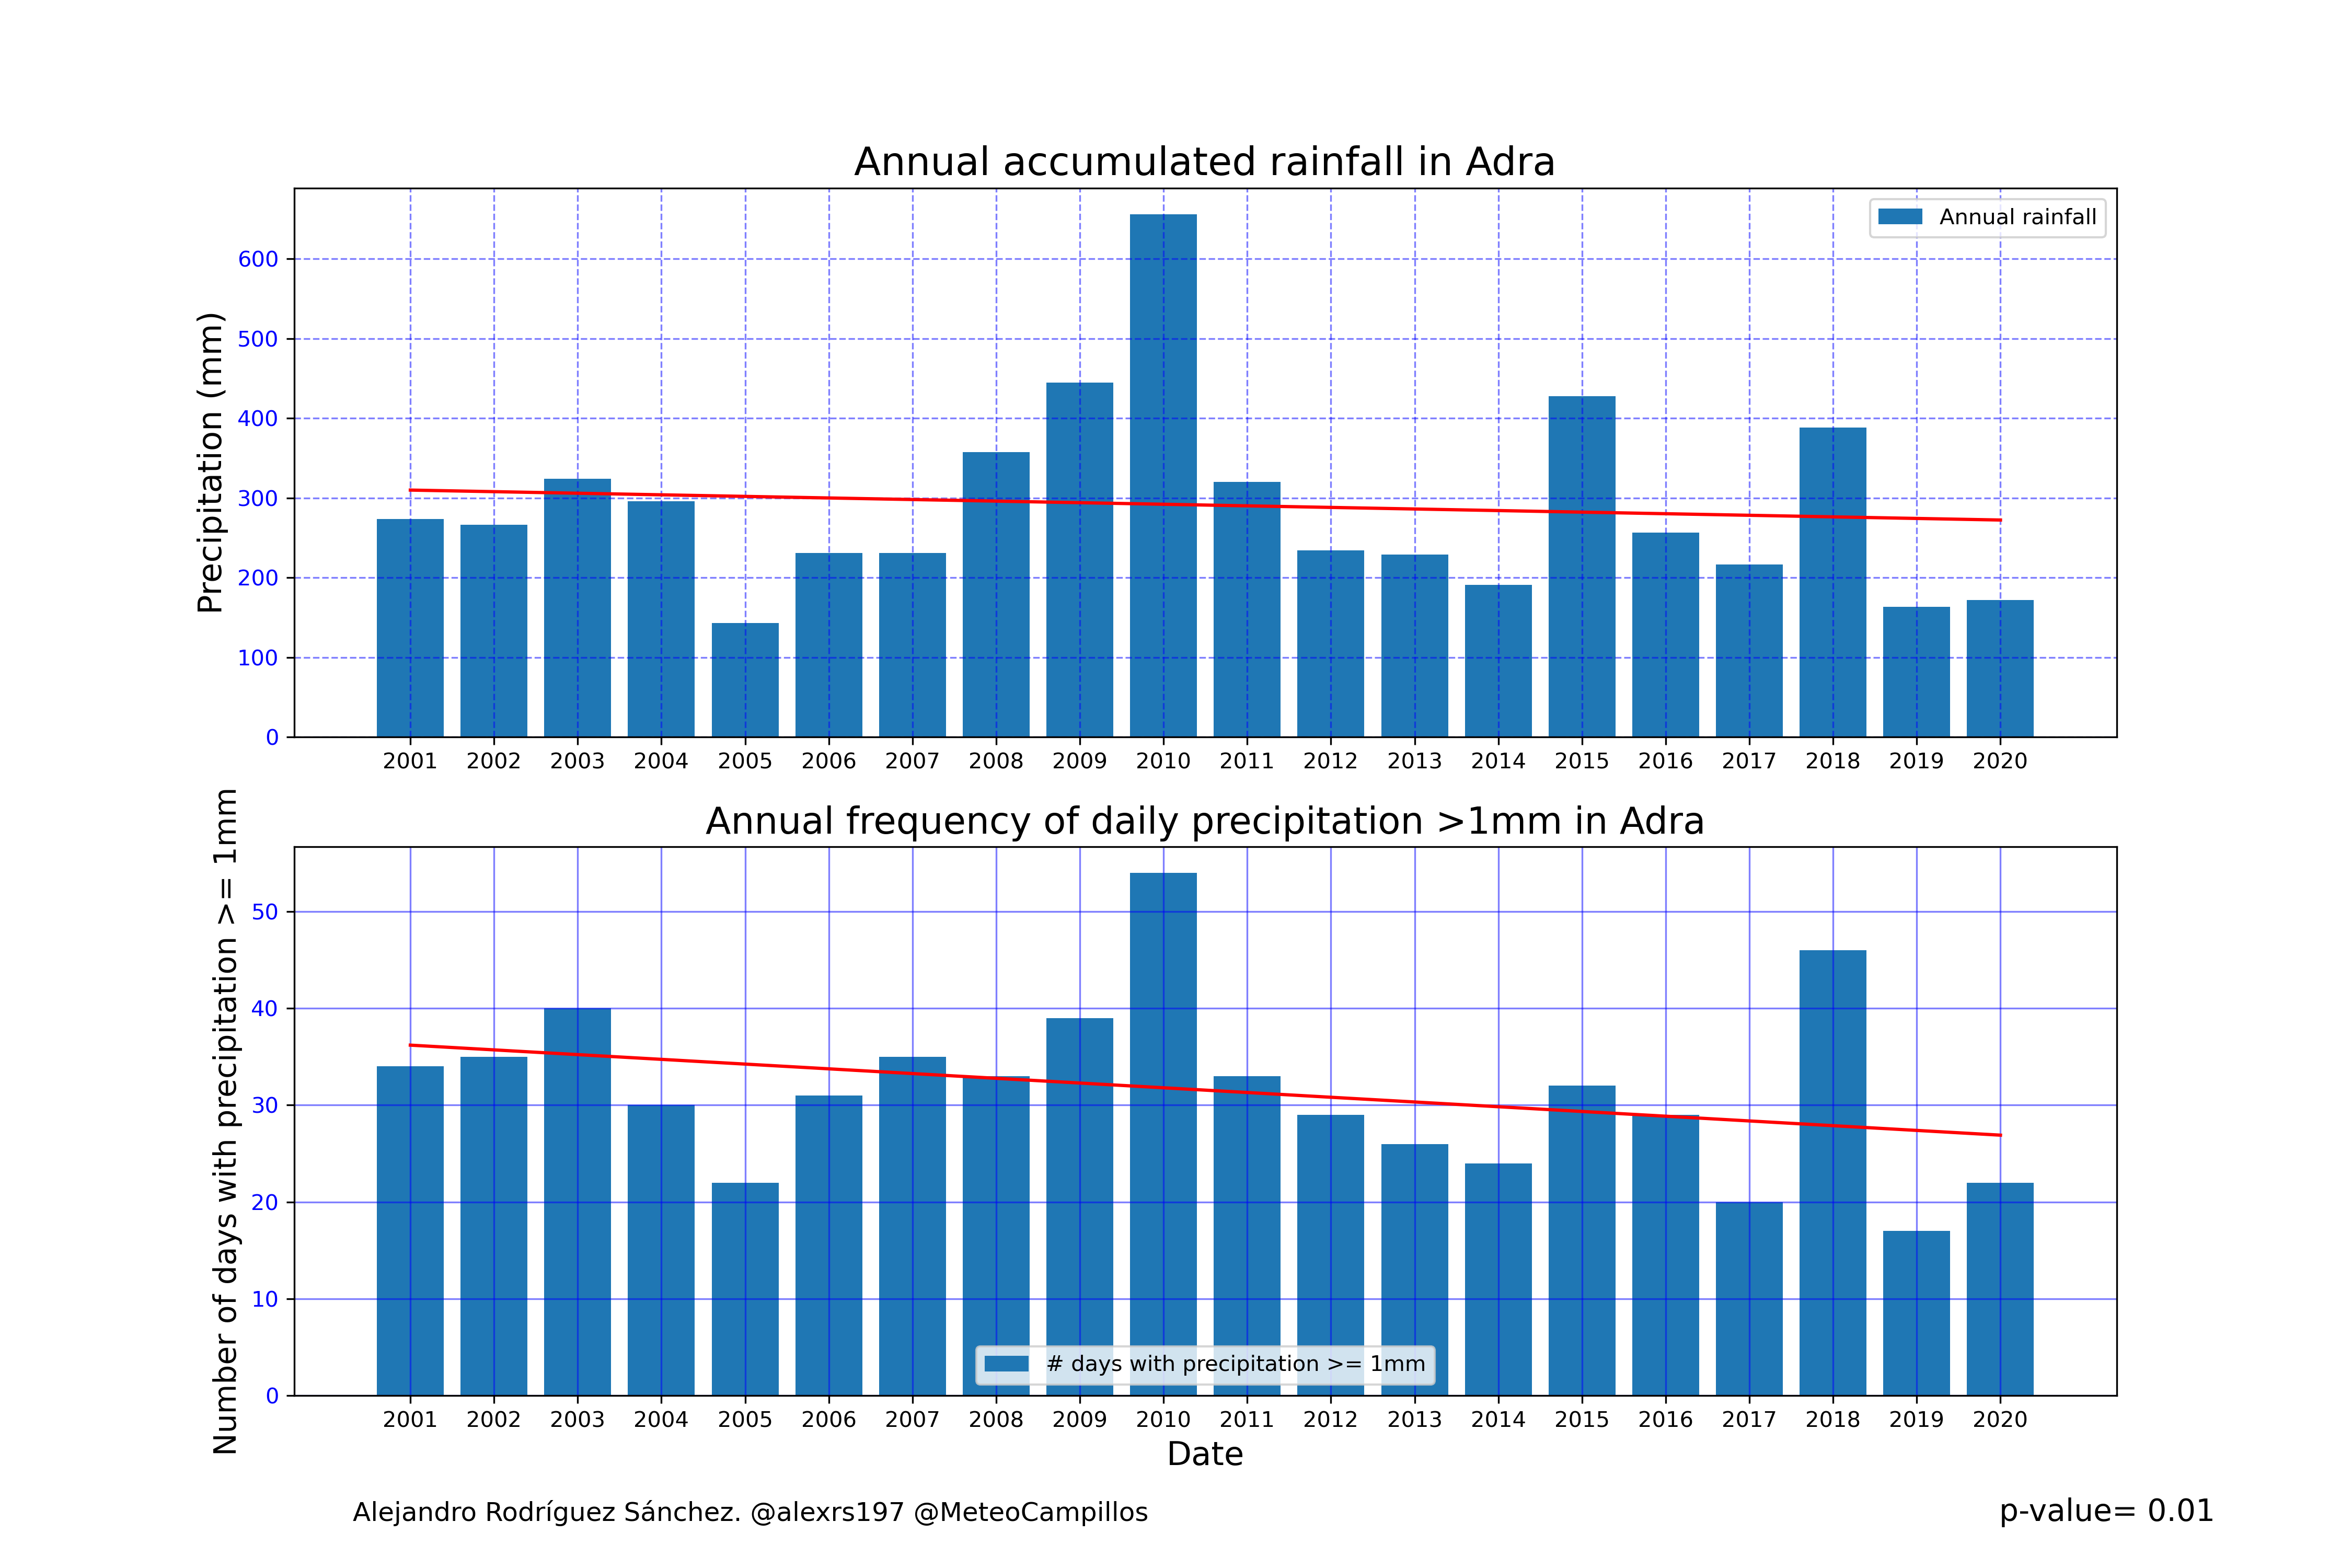 Annual accumulated rainfall in Adra
Annual rainfall
Precipitation (mm)
600
500
400
300
200
100
0
2001 2002 2003 2004 2005 2006 2007 2008 2009 2010 2011 2012 2013 2014 2015 2016 2017 2018 2019 2020
Annual frequency of daily precipitation >1mm in Adra
Number of days with precipitation >= 1mm
50
40
30
20
10
0
# days with precipitation >= 1mm
2001 2002 2003 2004 2005 2006 2007 2008 2009 2010 2011 2012 2013 2014 2015 2016 2017 2018 2019 2020
Date
Alejandro Rodríguez Sánchez. @alexrs197 @MeteoCampillos
p-value= 0.01